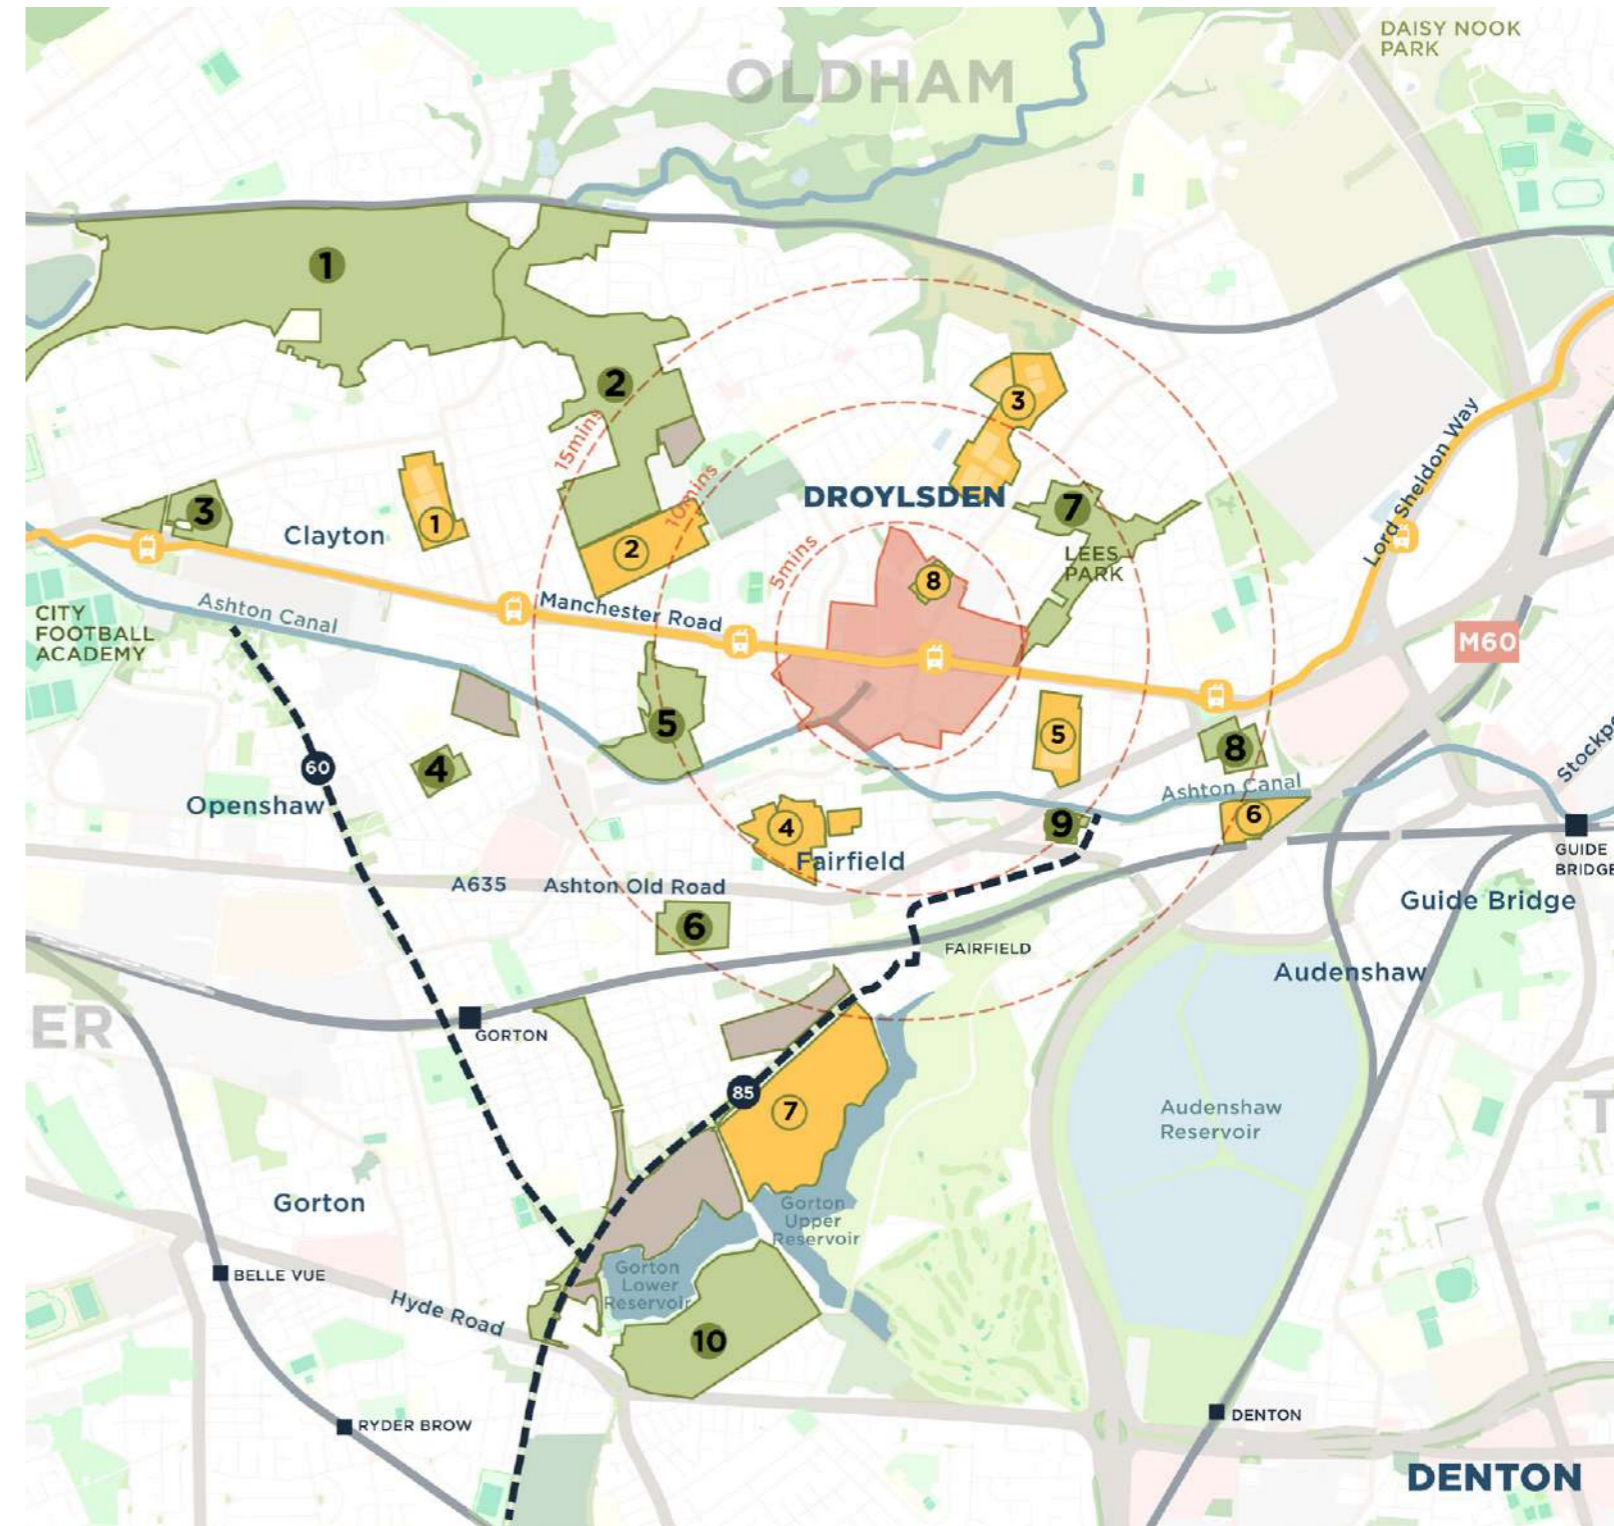 DAISY NOOK
PARK
OLDHAM
1
2
3
15mins
10mins
DROYLSDEN
Lord Sheldon Way
3
Clayton
1
2
5mins
7
LEES
PARK
8
CITY
FOOTBALL
ACADEMY
Ashton Canal
Manchester Road
M60
5
5
8
Stockpo
4
60
Openshaw
Ashton Canal
4
9
6
Fairfield
GUIDE
BRIDGE
A635
Ashton Old Road
Guide Bridge
6
FAIRFIELD
Audenshaw
ER
GORTON
85
7
Audenshaw
Reservoir
T
Gorton
Gorton
Upper
Reservoir
BELLE VUE
Gorton
Lower
Reservoir
Hyde Road
10
RYDER BROW
DENTON
DENTON